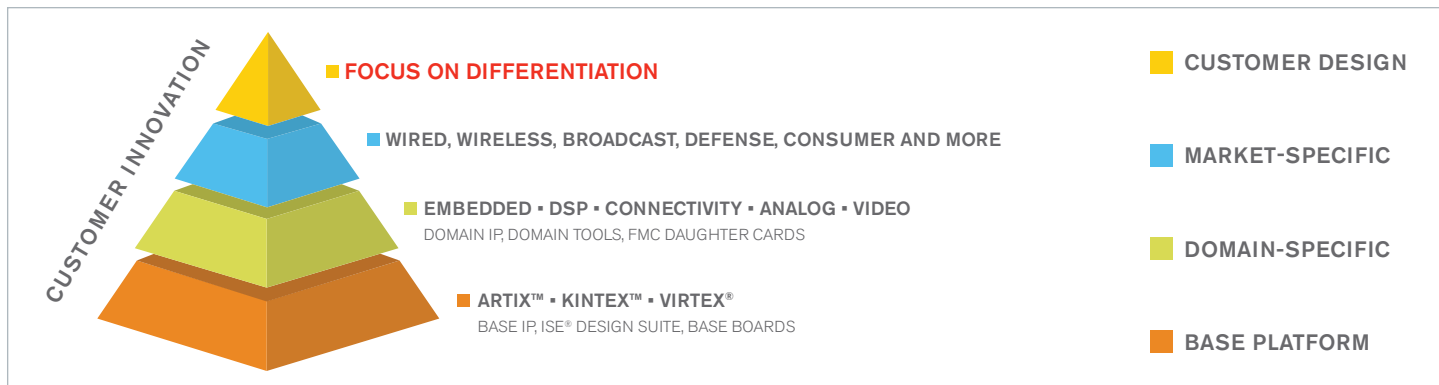 CUSTOMER INNOVATION
FOCUS ON DIFFERENTIATION
WIRED, WIRELESS, BROADCAST, DEFENSE, CONSUMER AND MORE
EMBEDDED ▪ DSP ▪ CONNECTIVITY ▪ ANALOG ▪ VIDEO
DOMAIN IP, DOMAIN TOOLS, FMC DAUGHTER CARDS
ARTIX™ ▪ KINTEX™ ▪ VIRTEX®
BASE IP, ISE® DESIGN SUITE, BASE BOARDS
CUSTOMER DESIGN
MARKET-SPECIFIC
DOMAIN-SPECIFIC
BASE PLATFORM